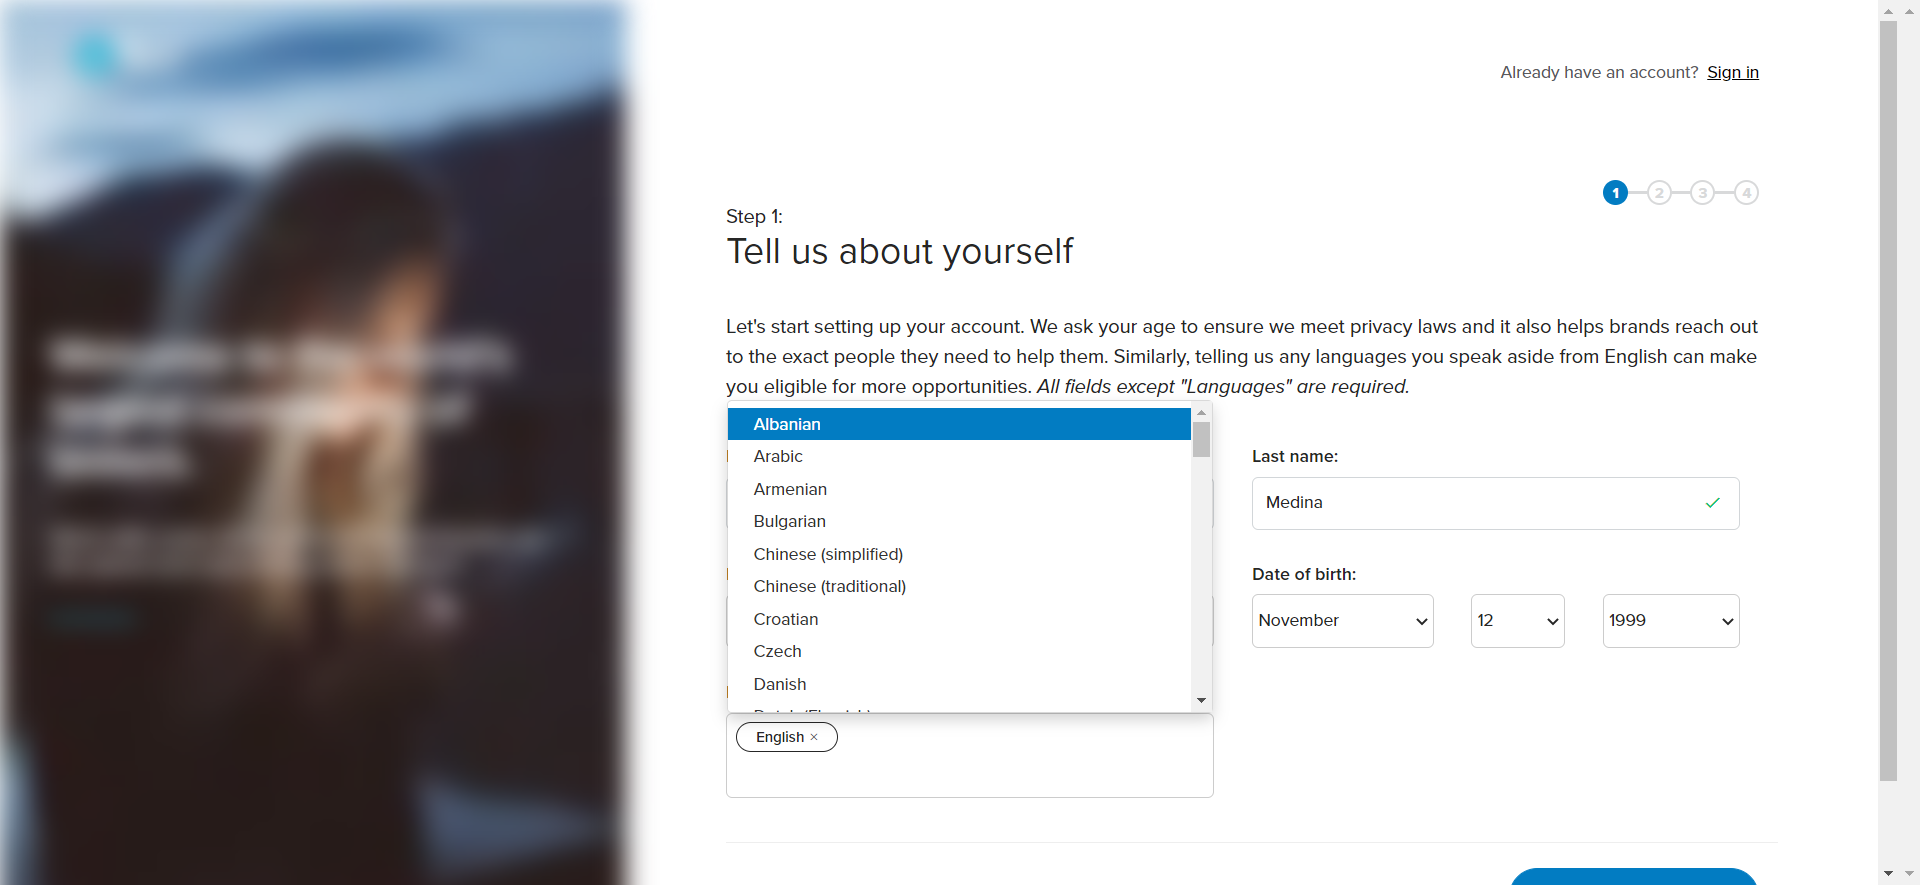 Already have an account? Sign in
1 2 3 4
Step 1:
Tell us about yourself
Let's start setting up your account. We ask your age to ensure we meet privacy laws and it also helps brands reach out
to the exact people they need to help them. Similarly, telling us any languages you speak aside from English can make
you eligible for more opportunities. All fields except "Languages" are required.
Albanian
Arabic
Armenian
Bulgarian
Chinese (simplified)
Chinese (traditional)
Croatian
Czech
Danish
Last name:
Medina
Date of birth:
November 12 1999
English ×